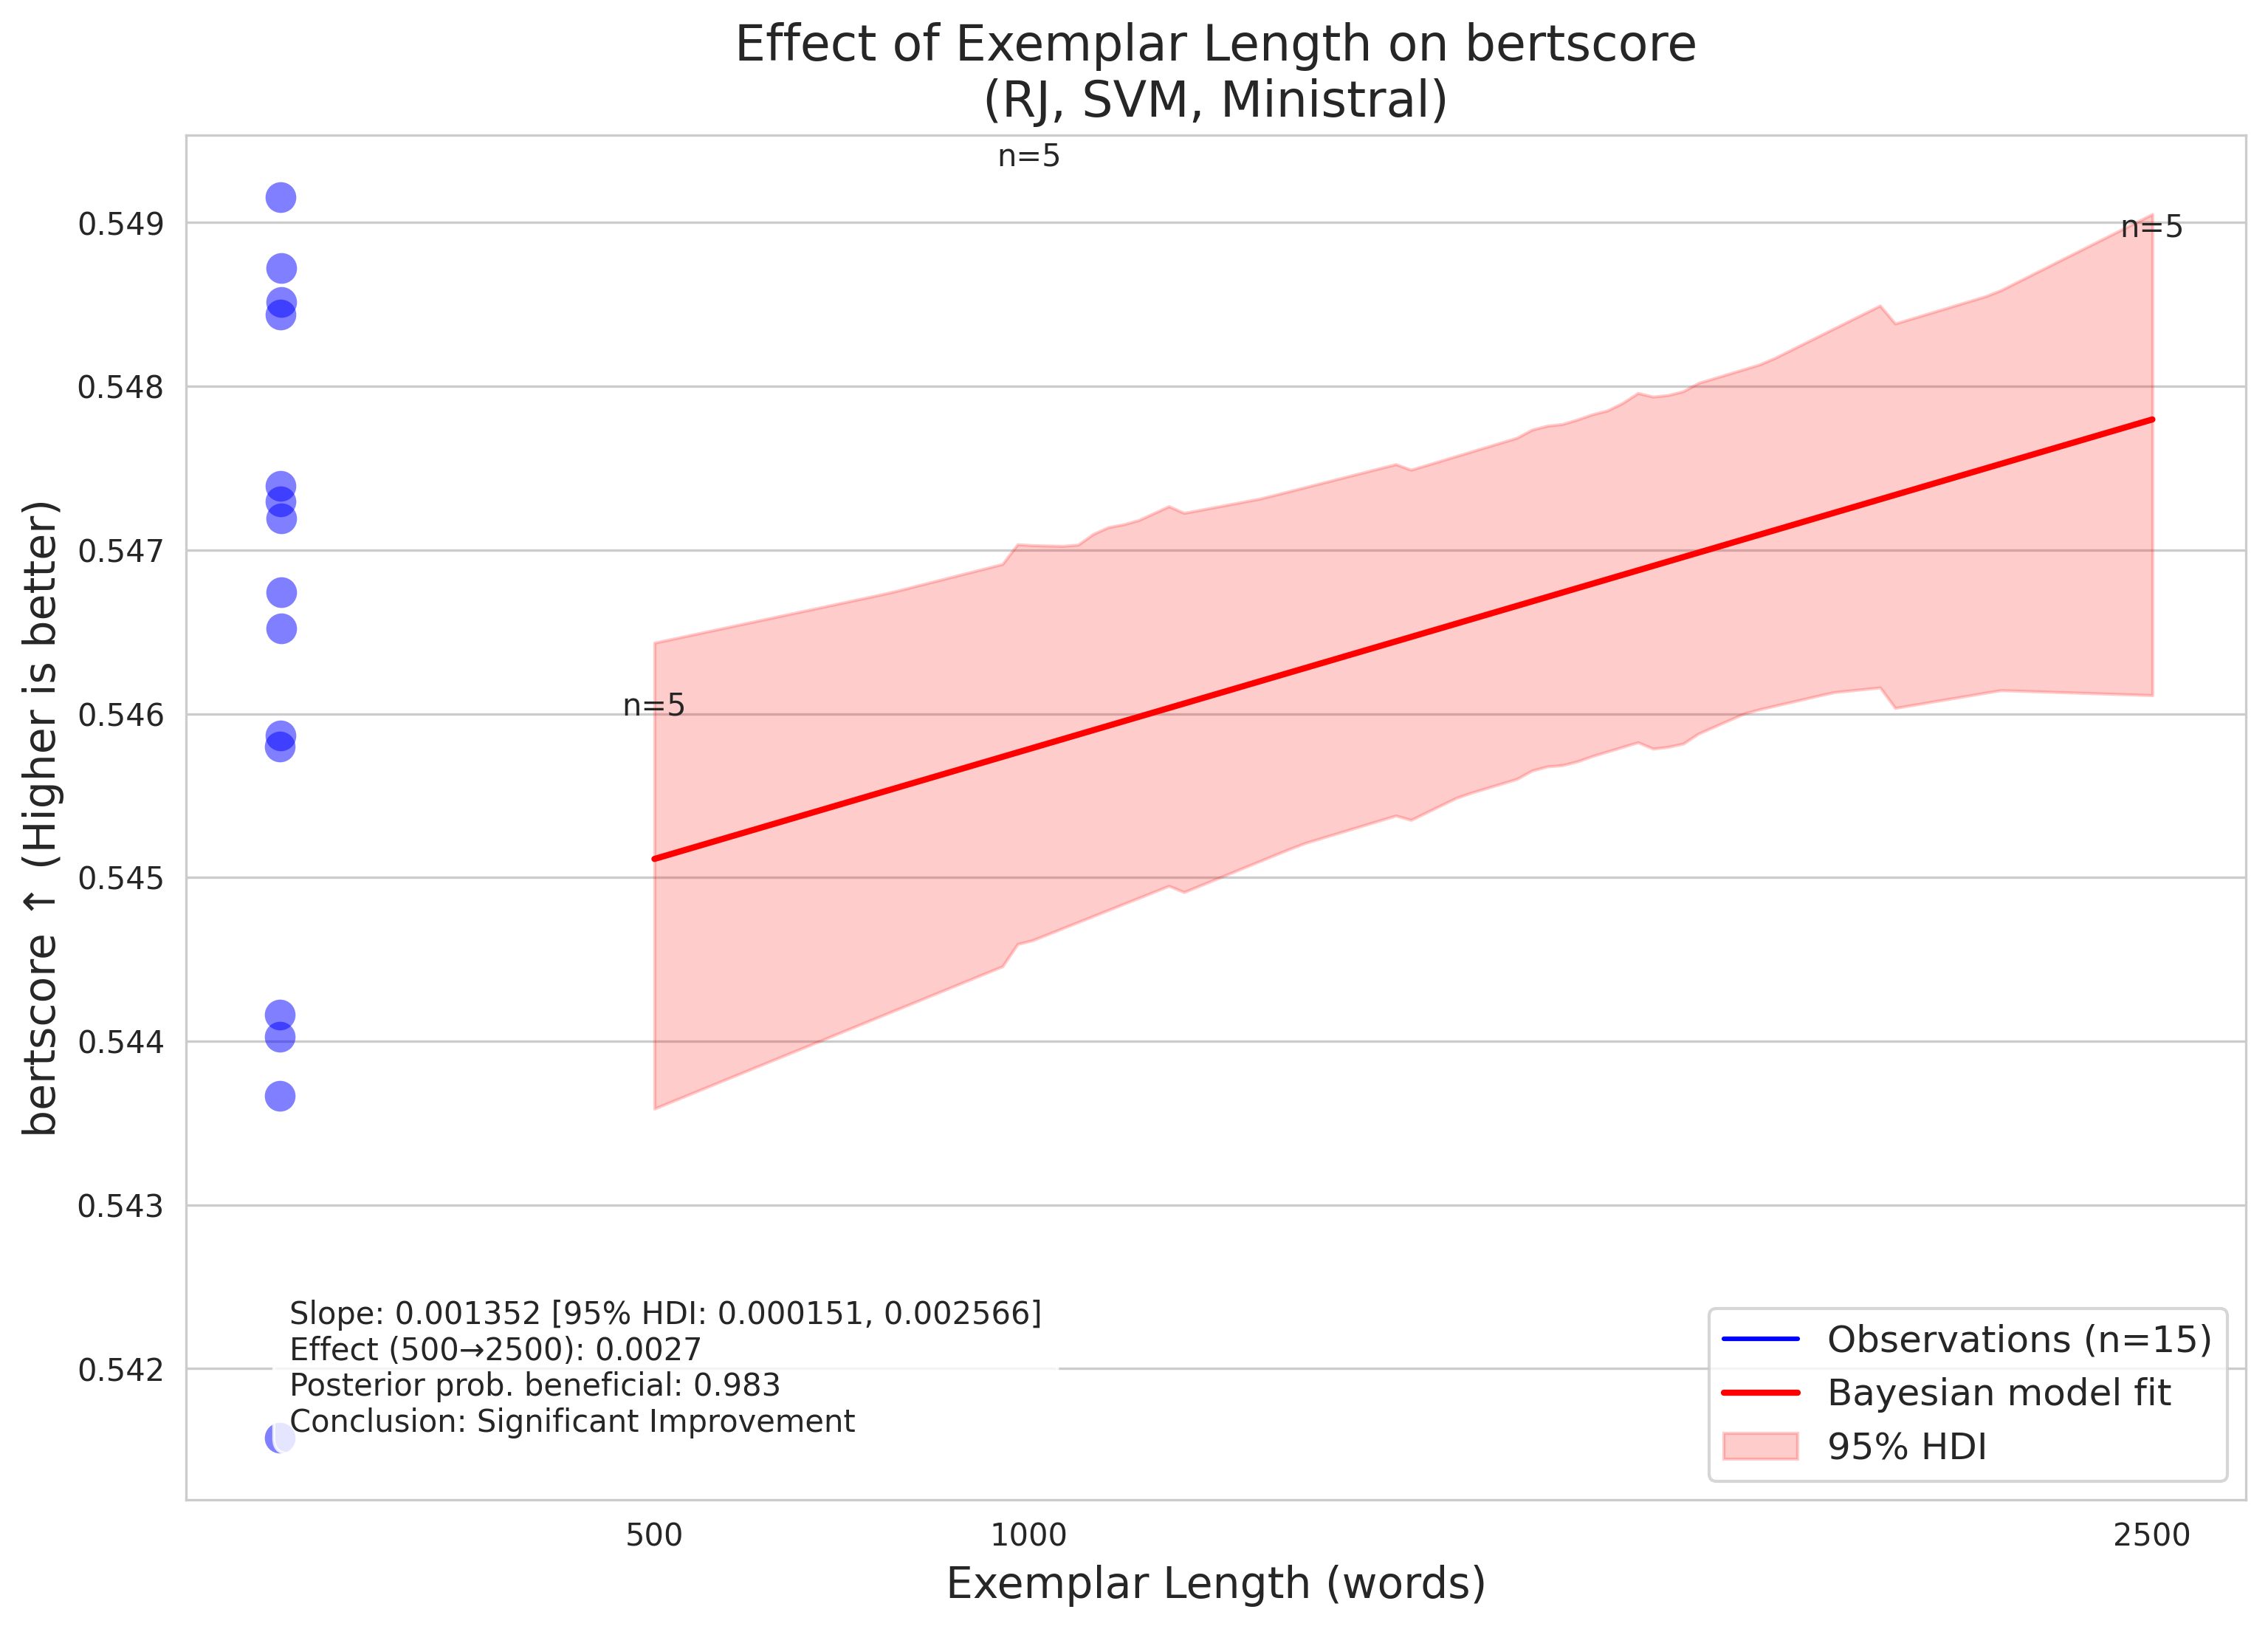 Effect of Exemplar Length on bertscore
(RJ, SVM, Ministral)
n=5
n=5
n=5
0.549
0.548
0.547
0.546
0.545
0.544
0.543
0.542
bertscore ↑ (Higher is better)
Slope: 0.001352 [95% HDI: 0.000151, 0.002566]
Effect (500→2500): 0.0027
Posterior prob. beneficial: 0.983
Conclusion: Significant Improvement
Observations (n=15)
Bayesian model fit
95% HDI
500
1000
2500
Exemplar Length (words)